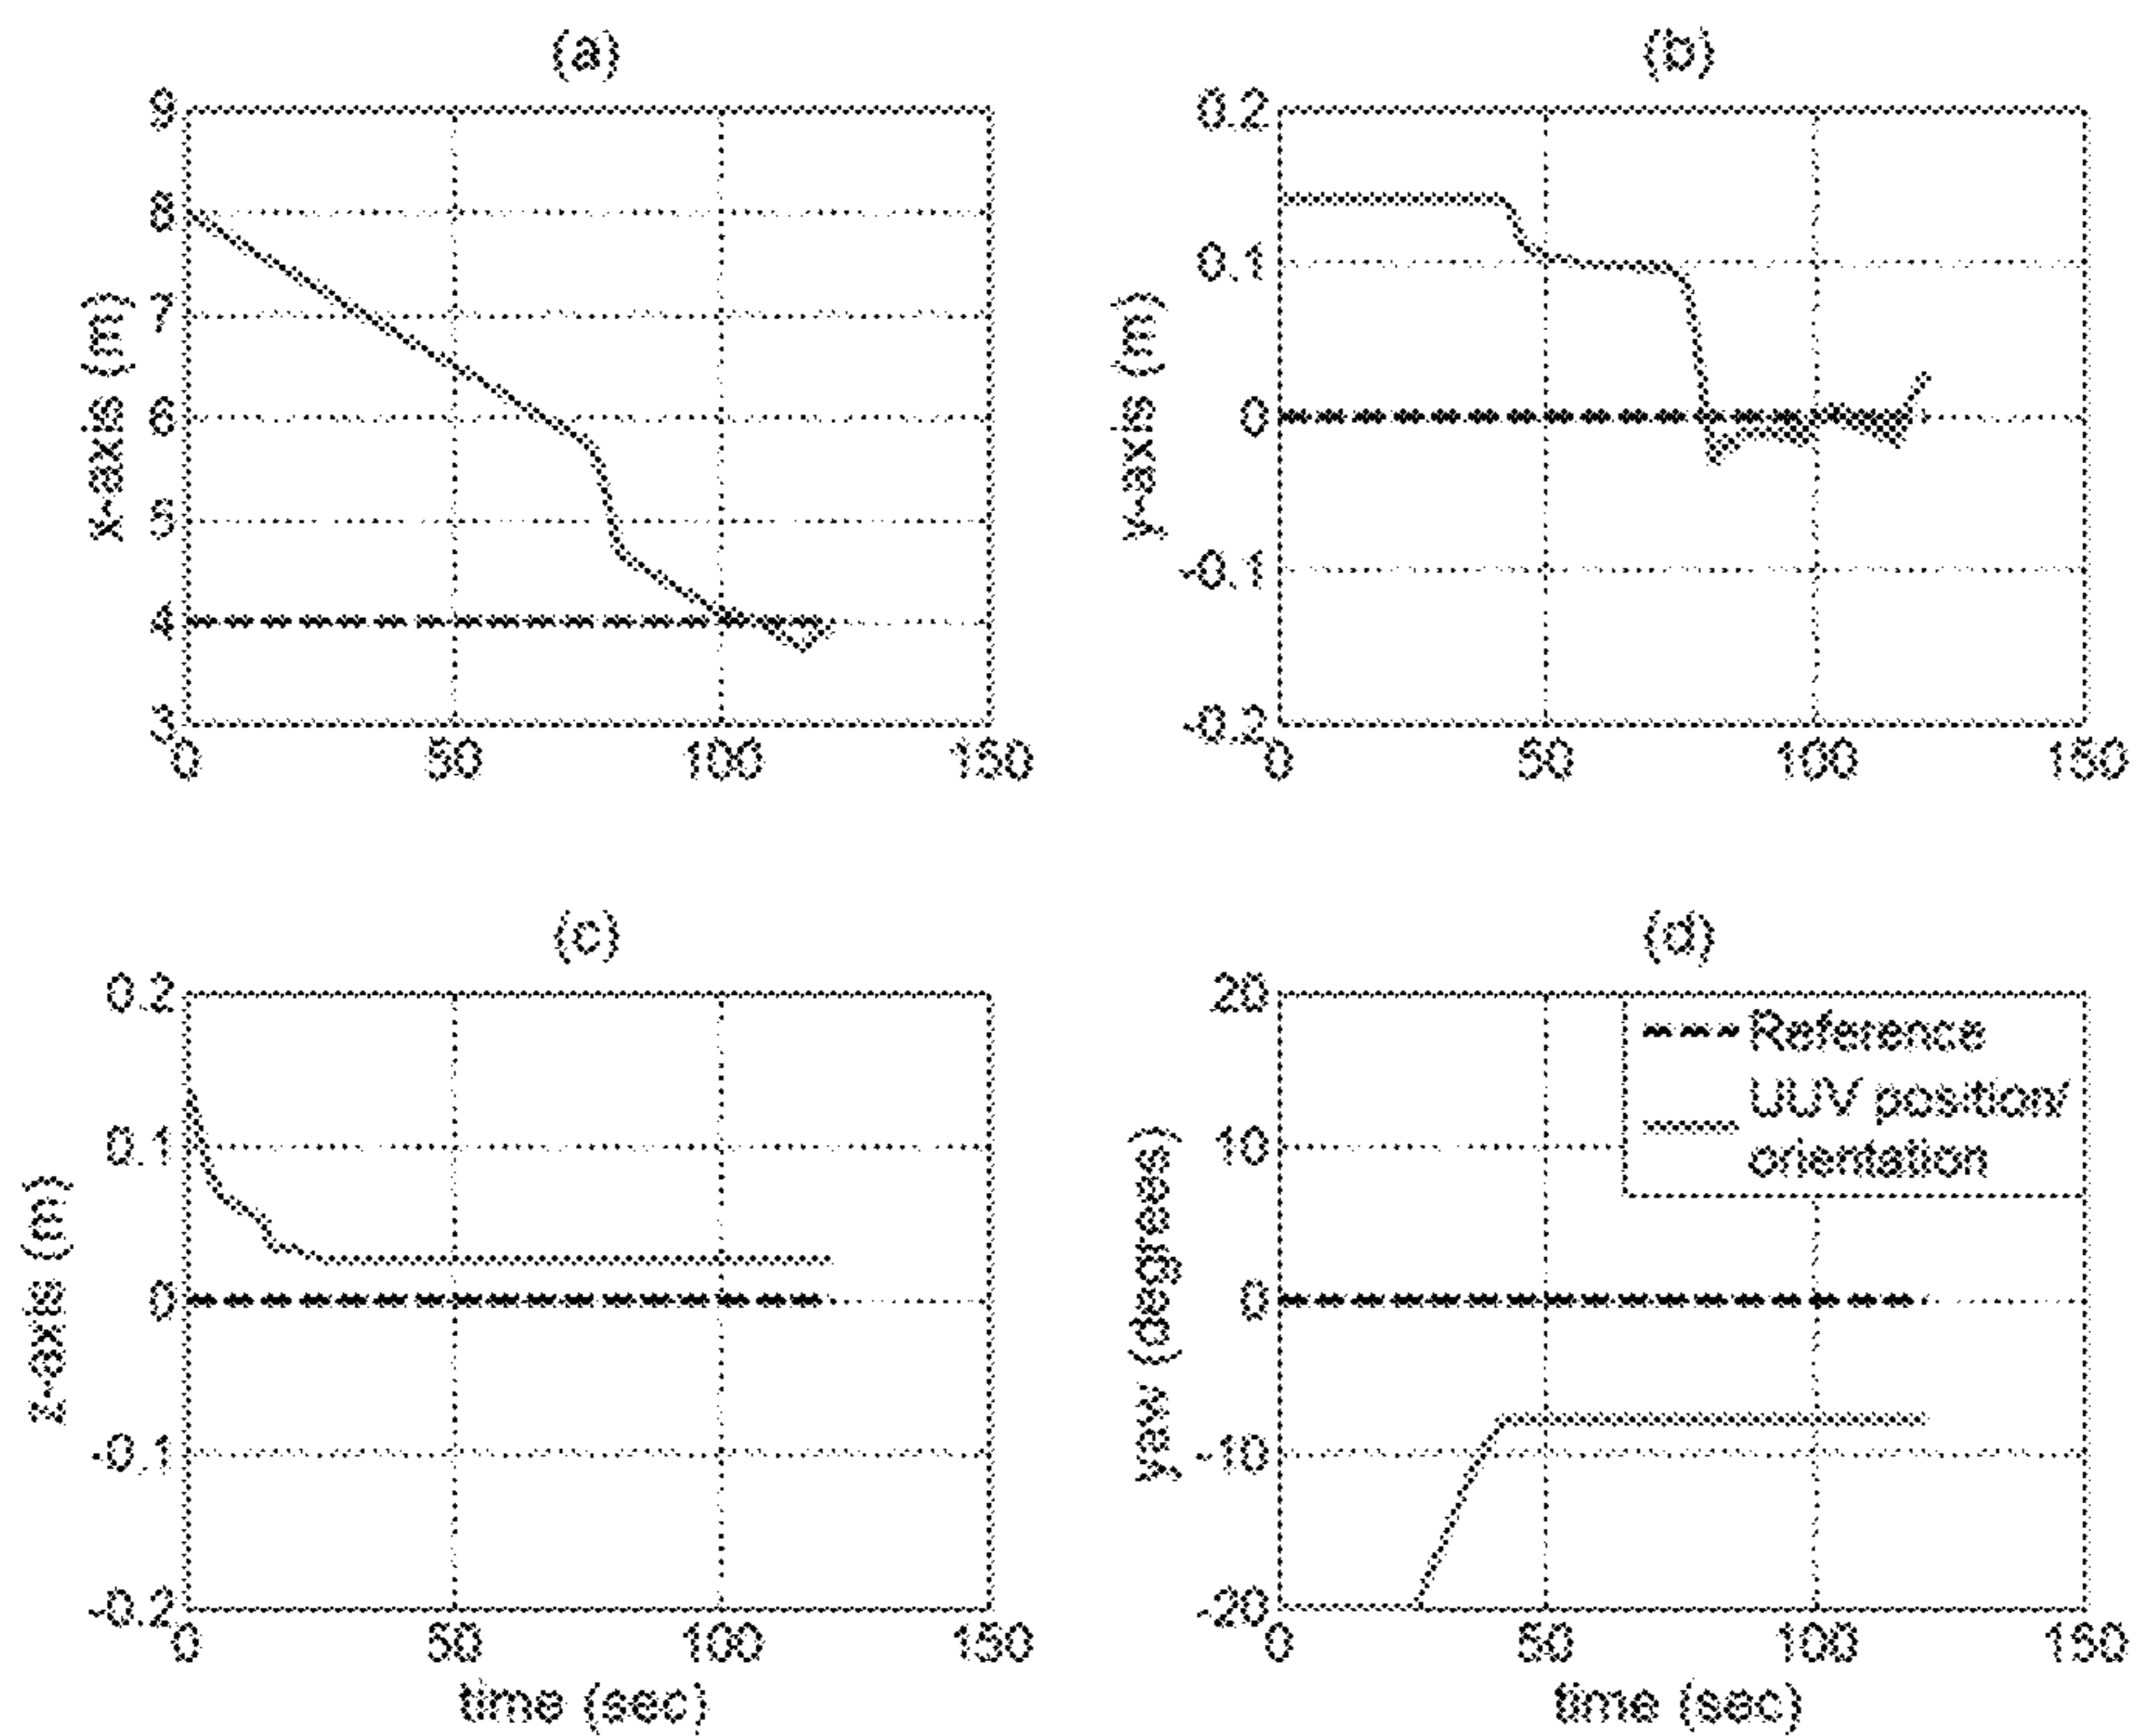 (a)
9
8
7
6
5
4
3
x-axis (m)
0 50 100 150
(b)
0.2
0.1
0
-0.1
-0.2
y-axis (m)
0 50 100 150
(c)
0.2
0.1
0
-0.1
-0.2
z-axis (m)
0 50 100 150
time (sec)
(d)
20
10
0
-10
-20
yaw (degrees)
Reference
UUV position/
orientation
0 50 100 150
time (sec)